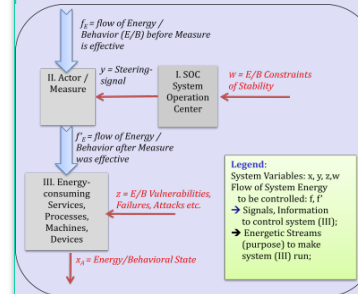 f_E = flow of Energy /
Behavior (E/B) before Measure
is effective
II. Actor /
Measure
y = Steering-
signal
I. SOC
System
Operation
Center
w = E/B Constraints
of Stability
f'_E = flow of Energy /
Behavior after Measure
was effective
III. Energy-
consuming
Services,
Processes,
Machines,
Devices
z = E/B Vulnerabilities,
Failures, Attacks etc.
x_A = Energy/Behavioral State
Legend:
System Variables: x, y, z,w
Flow of System Energy
to be controlled: f, f'
→ Signals, Information
to control system (III);
→ Energetic Streams
(purpose) to make
system (III) run;